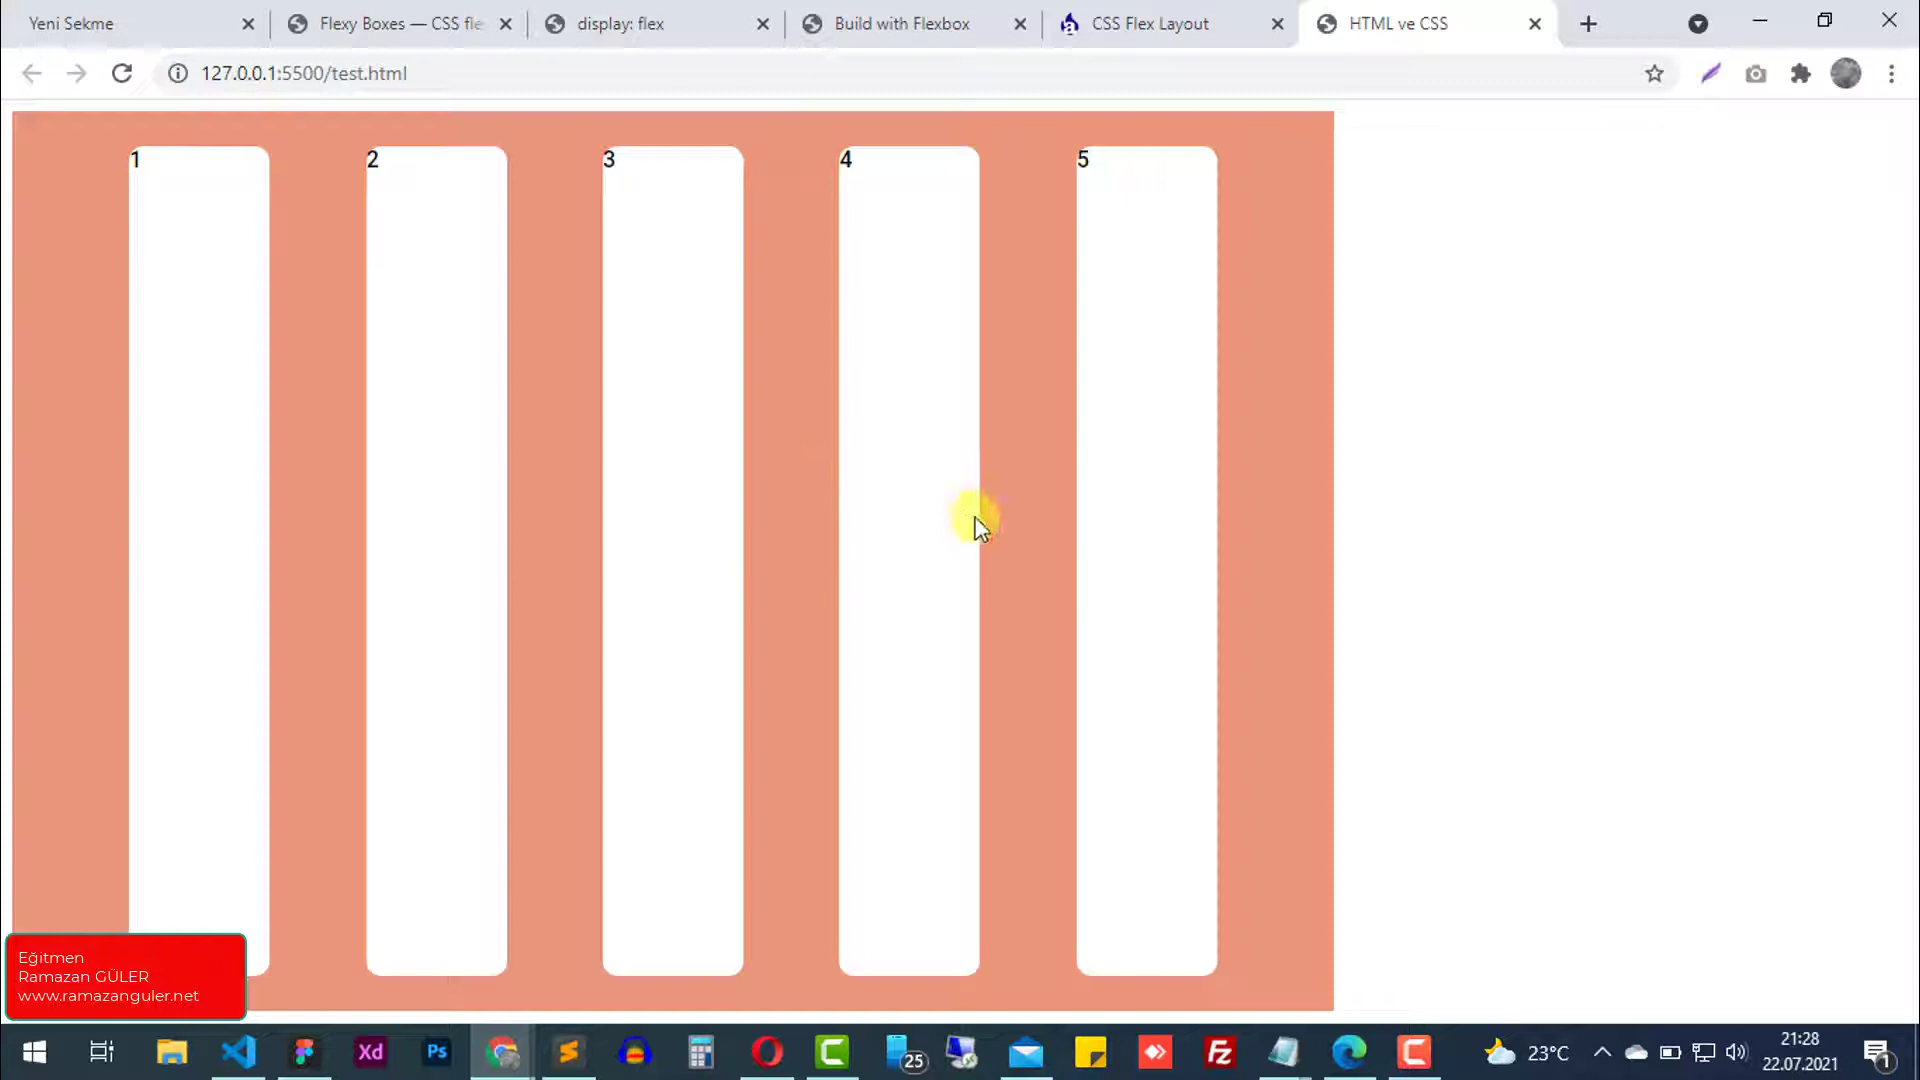 Yeni Sekme
Flexy Boxes — CSS fle
display: flex
Build with Flexbox
CSS Flex Layout
HTML ve CSS
127.0.0.1:5500/test.html
1
2
3
4
5
Eğitmen
Ramazan GÜLER
www.ramazanguler.net
Xd
Ps
25
Fz
23°C
21:28
22.07.2021
1